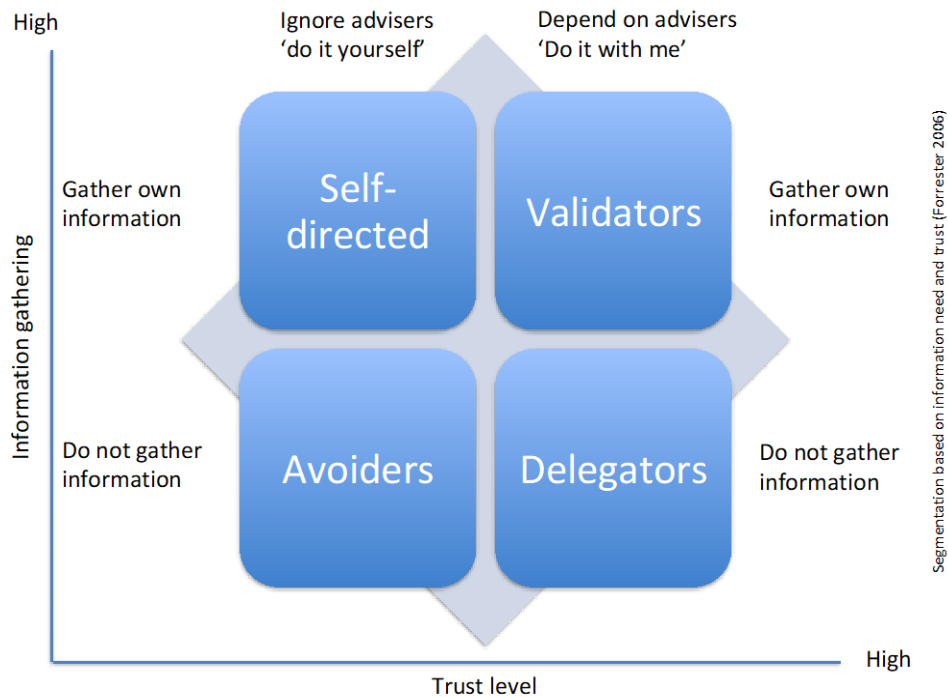 High
Ignore advisers
‘do it yourself’
Depend on advisers
‘Do it with me’
Gather own
information
Self-
directed
Validators
Gather own
information
Information gathering
Do not gather
information
Avoiders
Delegators
Do not gather
information
Segmentation based on information need and trust (Forrester 2006)
High
Trust level